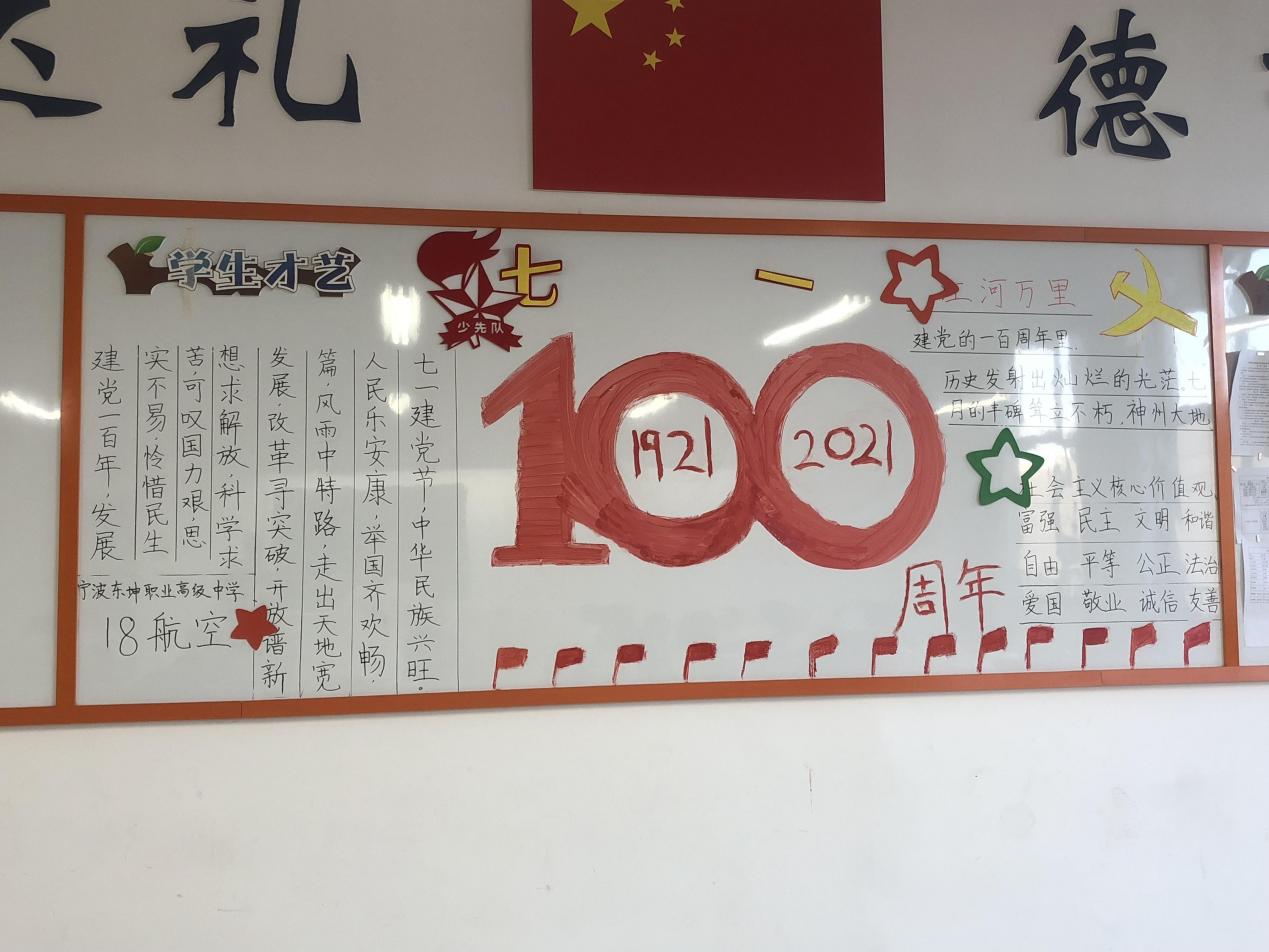 礼
德
学生才艺
少先队
七一
建党一百年,发展
实不易,怜惜民生
苦可叹国力艰,思
想求解放,科学求
发展,改革寻突破,开放谱新
篇,风雨中特路,走出天地宽
人民乐安康,举国齐欢畅,
七一建党节,中华民族兴旺。
宁波东坤职业高级中学
18航空
100
1921
2021
周年
江河万里
建党的一百周年里,
历史发射出灿烂的光茫,七
月的丰碑耸立不朽,神州大地
社会主义核心价值观,
富强 民主 文明 和谐
自由 平等 公正 法治
爱国 敬业 诚信 友善